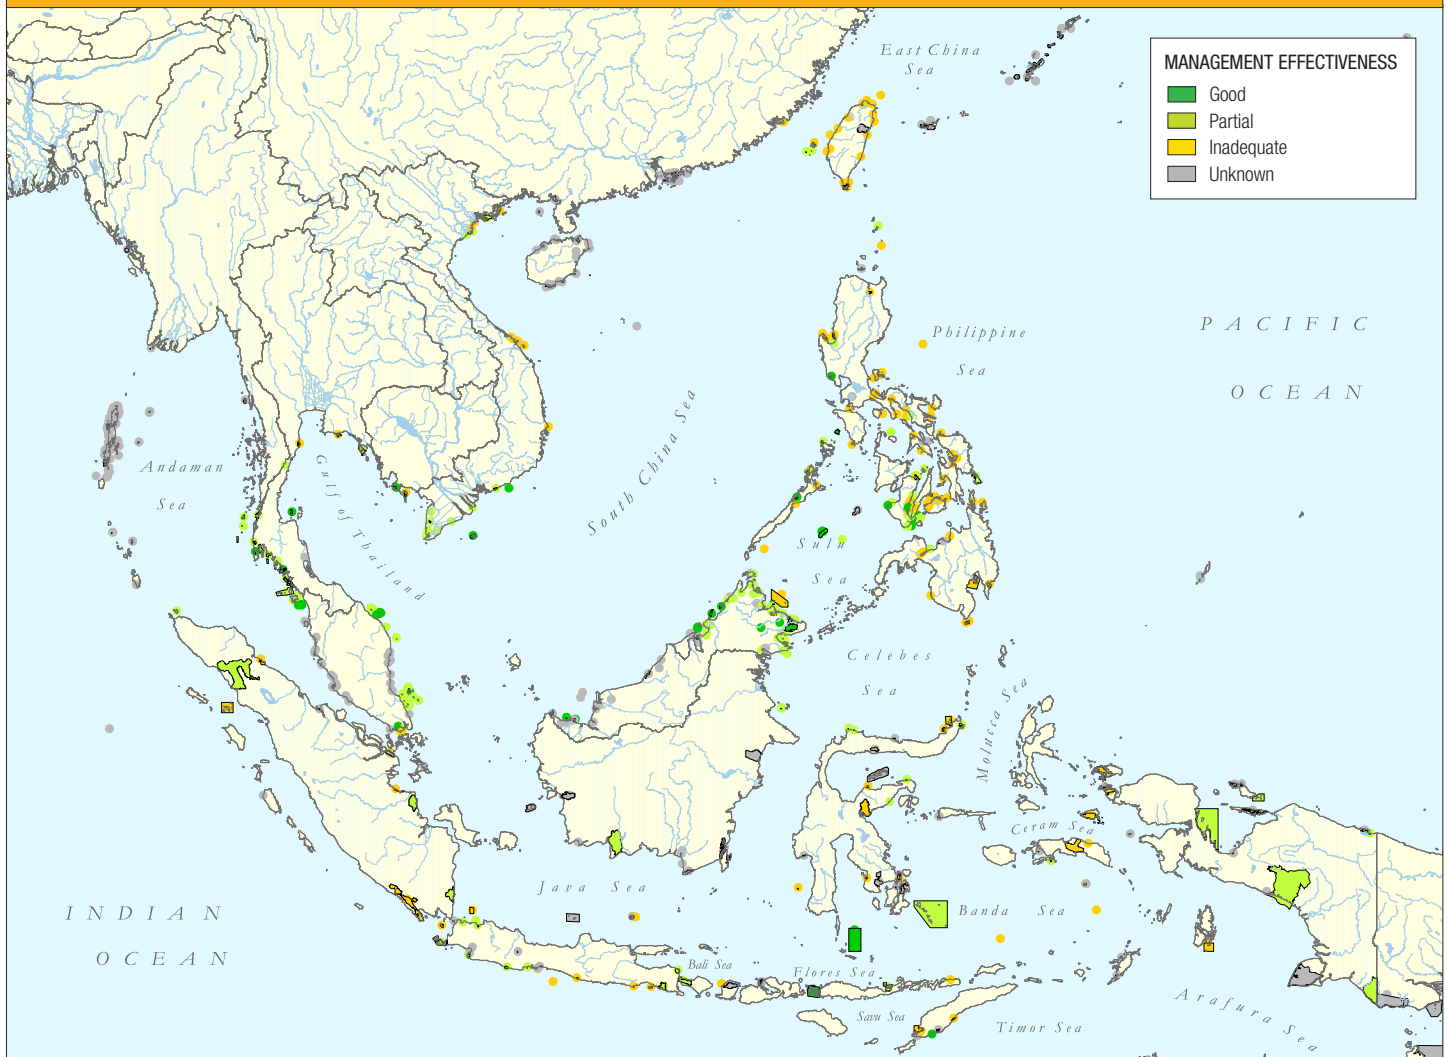 East China
Sea
MANAGEMENT EFFECTIVENESS
Good
Partial
Inadequate
Unknown
PACIFIC
OCEAN
Philippine
Sea
South China Sea
Andaman
Sea
Gulf of Thailand
Sulu
Sea
Celebes
Sea
Molucca Sea
Ceram Sea
Java Sea
Banda Sea
INDIAN
OCEAN
Bali Sea
Flores Sea
Savu Sea
Timor Sea
Arafura Sea